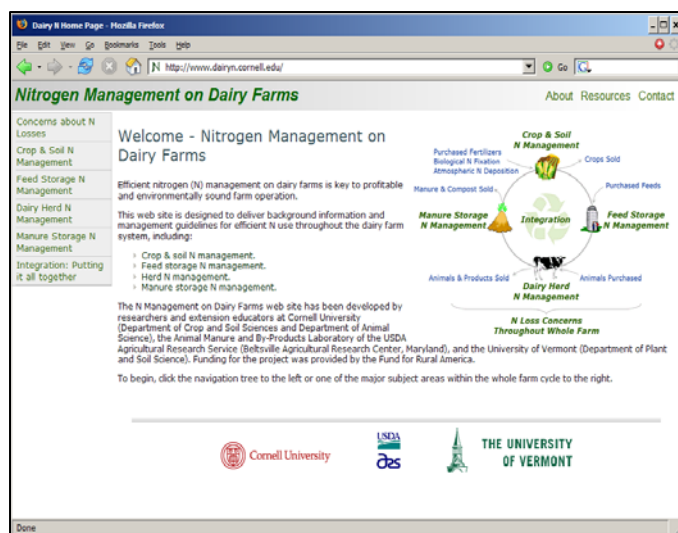 Dairy N Home Page - Mozilla Firefox
File Edit View Go Bookmarks Tools Help
N http://www.dairyn.cornell.edu/ Go
Nitrogen Management on Dairy Farms
About Resources Contact
Concerns about N
Losses
Crop & Soil N
Management
Feed Storage N
Management
Dairy Herd N
Management
Manure Storage N
Management
Integration: Putting
it all together
Welcome - Nitrogen Management on
Dairy Farms
Efficient nitrogen (N) management on dairy farms is key to profitable
and environmentally sound farm operation.
This web site is designed to deliver background information and
management guidelines for efficient N use throughout the dairy farm
system, including:
Crop & soil N management.
Feed storage N management.
Herd N management.
Manure storage N management.
The N Management on Dairy Farms web site has been developed by
researchers and extension educators at Cornell University
(Department of Crop and Soil Sciences and Department of Animal
Science), the Animal Manure and By-Products Laboratory of the USDA
Agricultural Research Service (Beltsville Agricultural Research Center, Maryland), and the University of Vermont (Department of Plant
and Soil Science). Funding for the project was provided by the Fund for Rural America.
To begin, click the navigation tree to the left or one of the major subject areas within the whole farm cycle to the right.
Crop & Soil
N Management
Purchased Fertilizers
Biological N Fixation
Atmospheric N Deposition
Crops Sold
Manure & Compost Sold
Purchased Feeds
Manure Storage
N Management
Integration
Feed Storage
N Management
Animals & Products Sold
Animals Purchased
Dairy Herd
N Management
N Loss Concerns
Throughout Whole Farm
Cornell University
USDA
ars
THE UNIVERSITY
OF VERMONT
Done